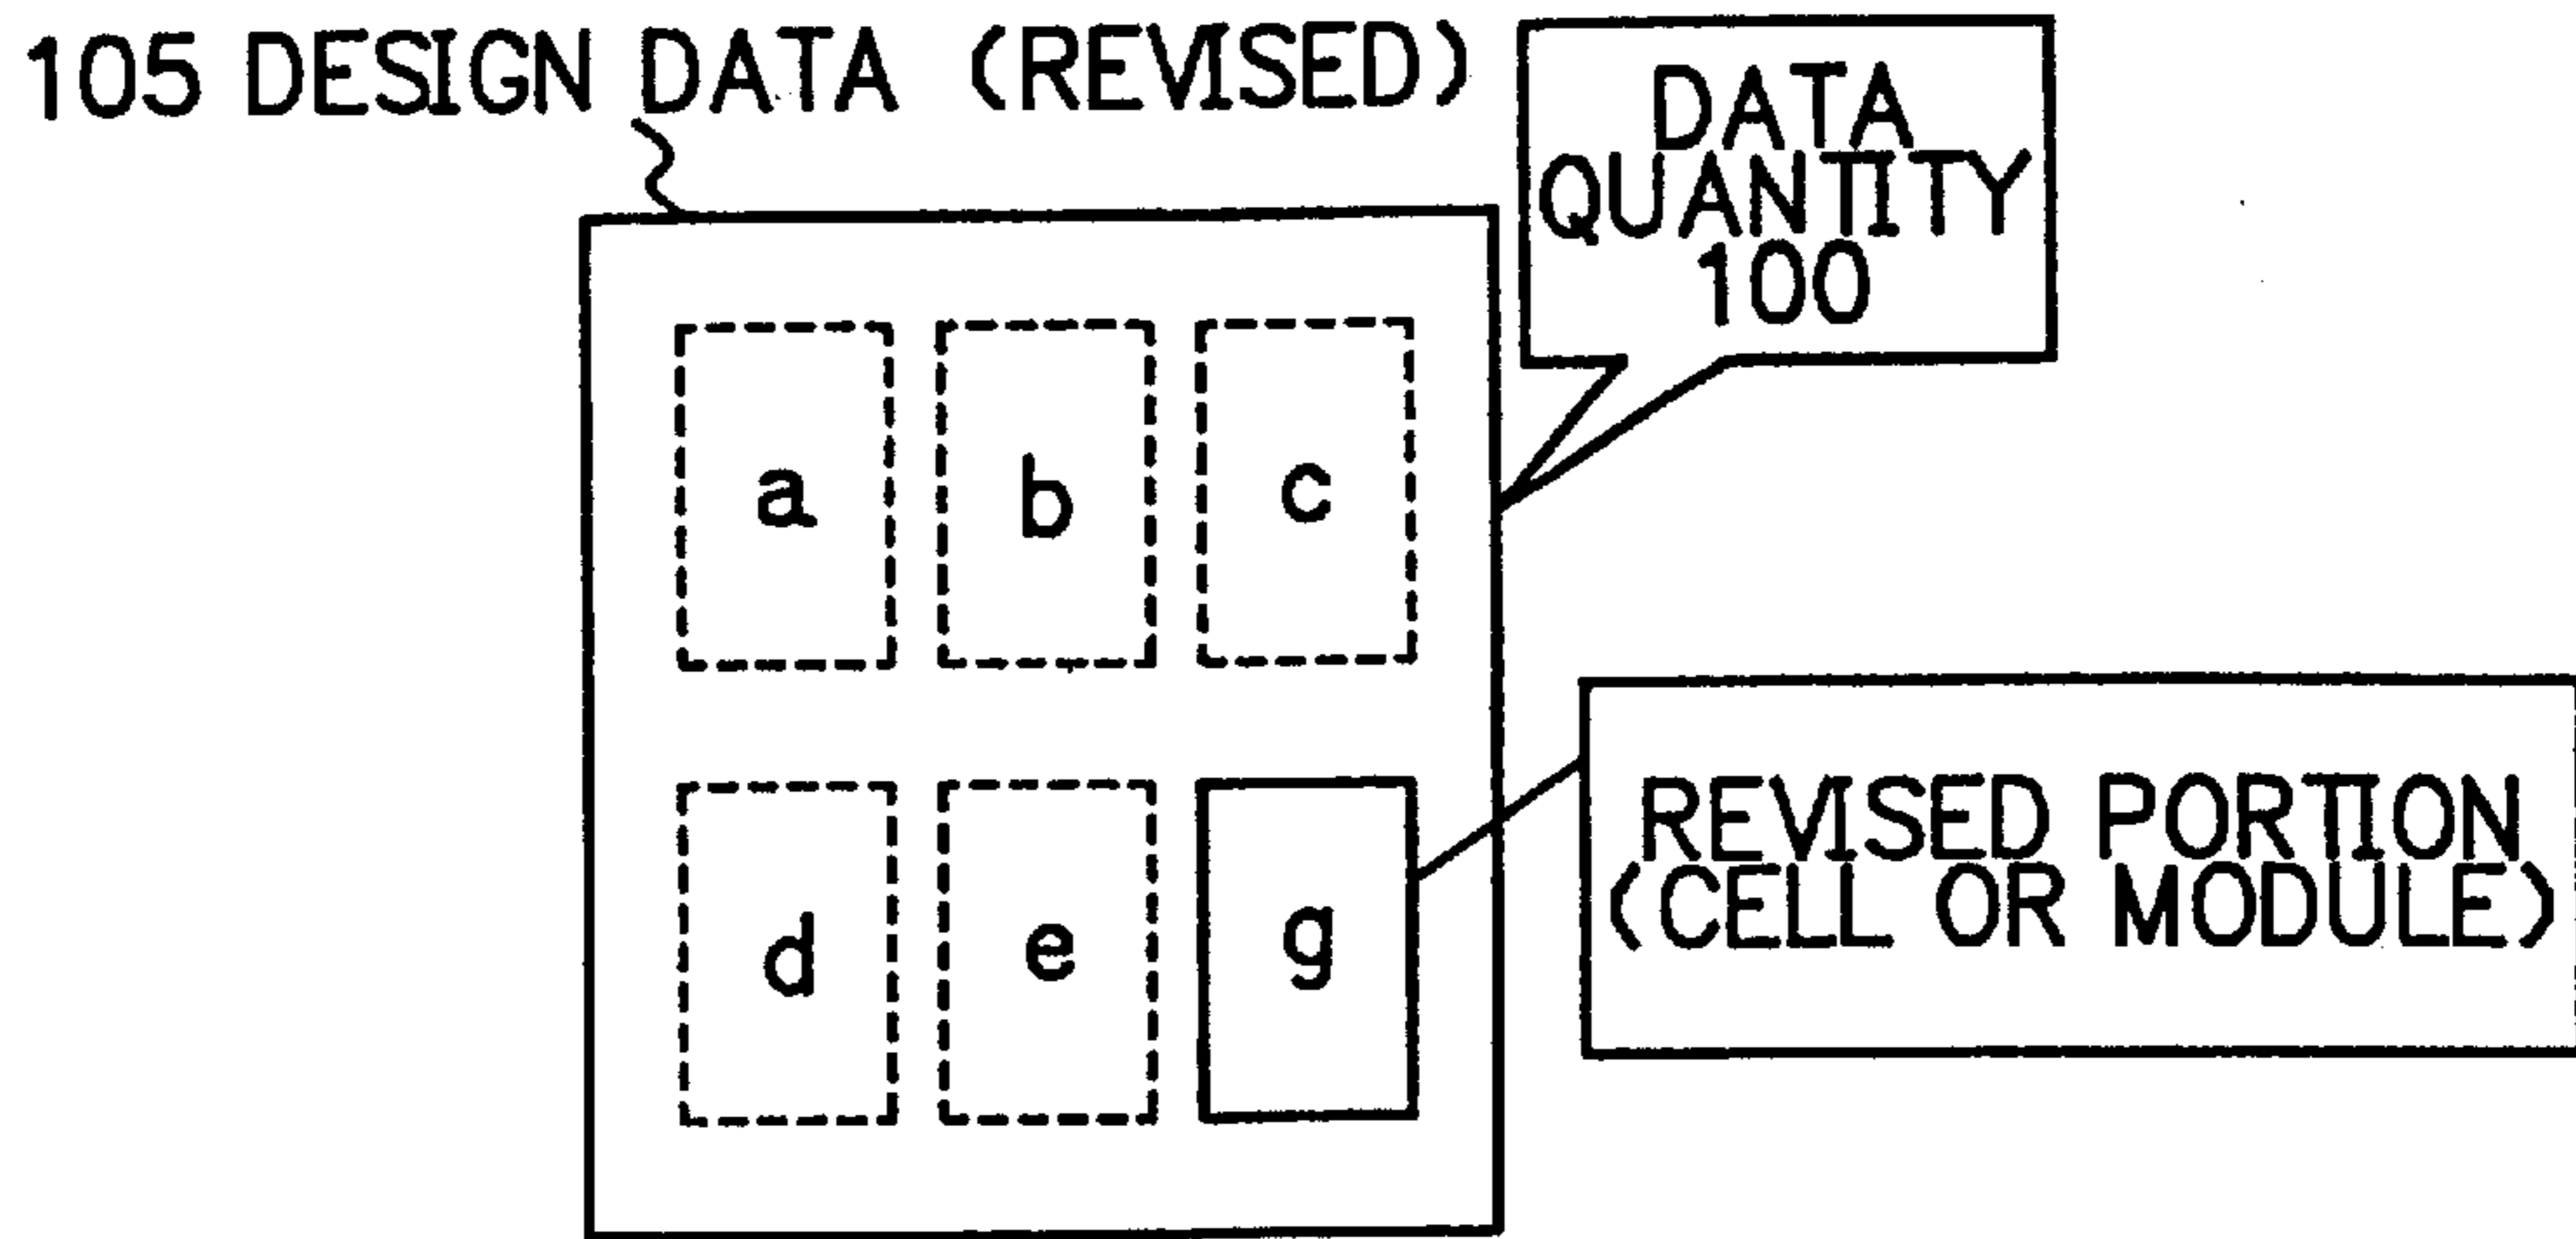 105 DESIGN DATA (REVISED)
DATA
QUANTITY
100
a b c
d e g
REVISED PORTION
(CELL OR MODULE)